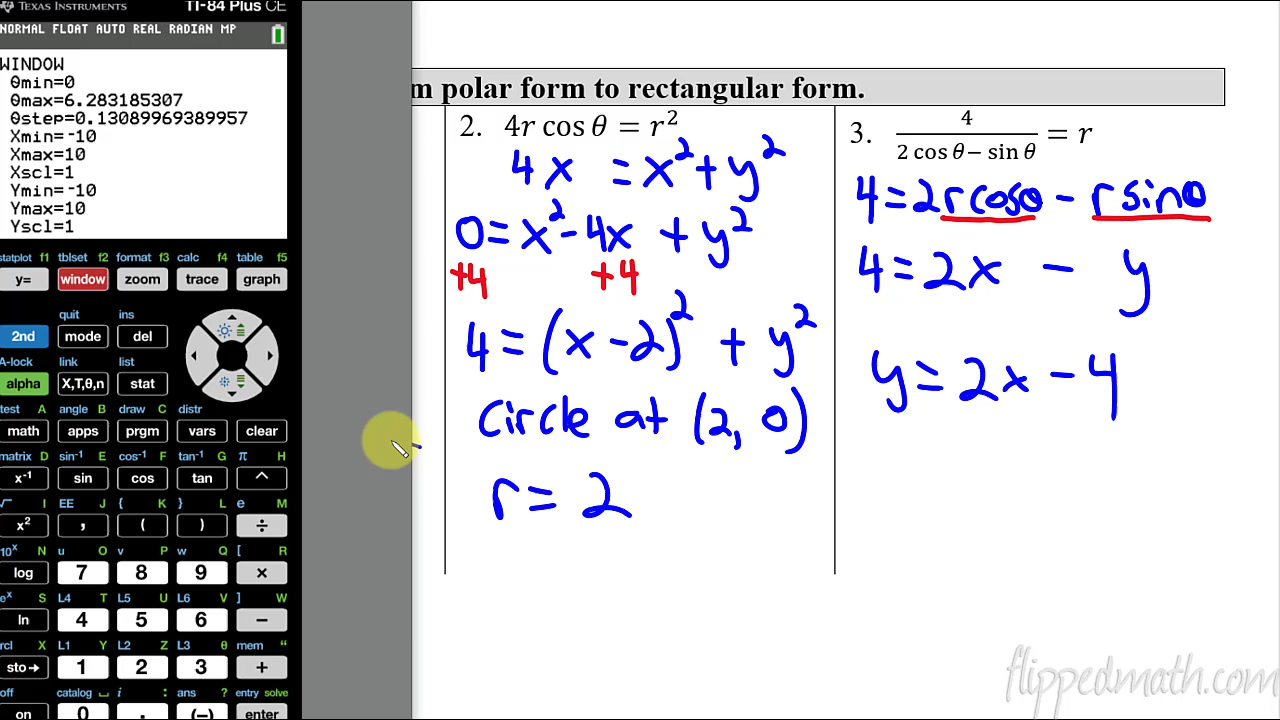 TEXAS INSTRUMENTS TI-84 Plus CE
NORMAL FLOAT AUTO REAL RADIAN MP
WINDOW
θmin=0
θmax=6.283185307
θstep=0.13089969389957
Xmin=-10
Xmax=10
Xscl=1
Ymin=-10
Ymax=10
Yscl=1
statplot f1 tblset f2 format f3 calc f4 table f5
y= window zoom trace graph
quit ins
2nd mode del
A-lock link list
alpha X,T,θ,n stat
test A angle B draw C distr
math apps prgm vars clear
matrix D sin⁻¹ E cos⁻¹ F tan⁻¹ G π H
x⁻¹ sin cos tan ^
√ I EE J { K } L e M
x² , ( ) ÷
10ˣ N u O v P w Q [ R
log 7 8 9 ×
eˣ S L4 T L5 U L6 V ] W
ln 4 5 6 −
rcl X L1 Y L2 Z L3 θ mem “
sto→ 1 2 3 +
off catalog ⎵ i : ans ? entry solve
on 0 . (−) enter
m polar form to rectangular form.
2. 4r cos θ = r²
4x = x² + y²
0 = x² - 4x + y²
+4 +4
4 = (x - 2)² + y²
circle at (2, 0)
r = 2
3. 4 / (2 cos θ − sin θ) = r
4 = 2rcosθ - rsinθ
4 = 2x - y
y = 2x - 4
flippedmath.com